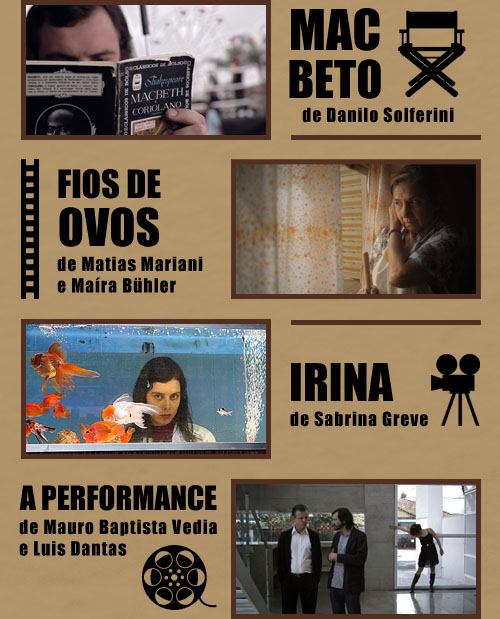 CLÁSSICOS DE BOLSO
Shakespeare
MACBETH
CORIOLANO
MACBETH
MAC
BETO
de Danilo Solferini
FIOS DE
OVOS
de Matias Mariani
e Maíra Bühler
IRINA
de Sabrina Greve
A PERFORMANCE
de Mauro Baptista Vedia
e Luis Dantas